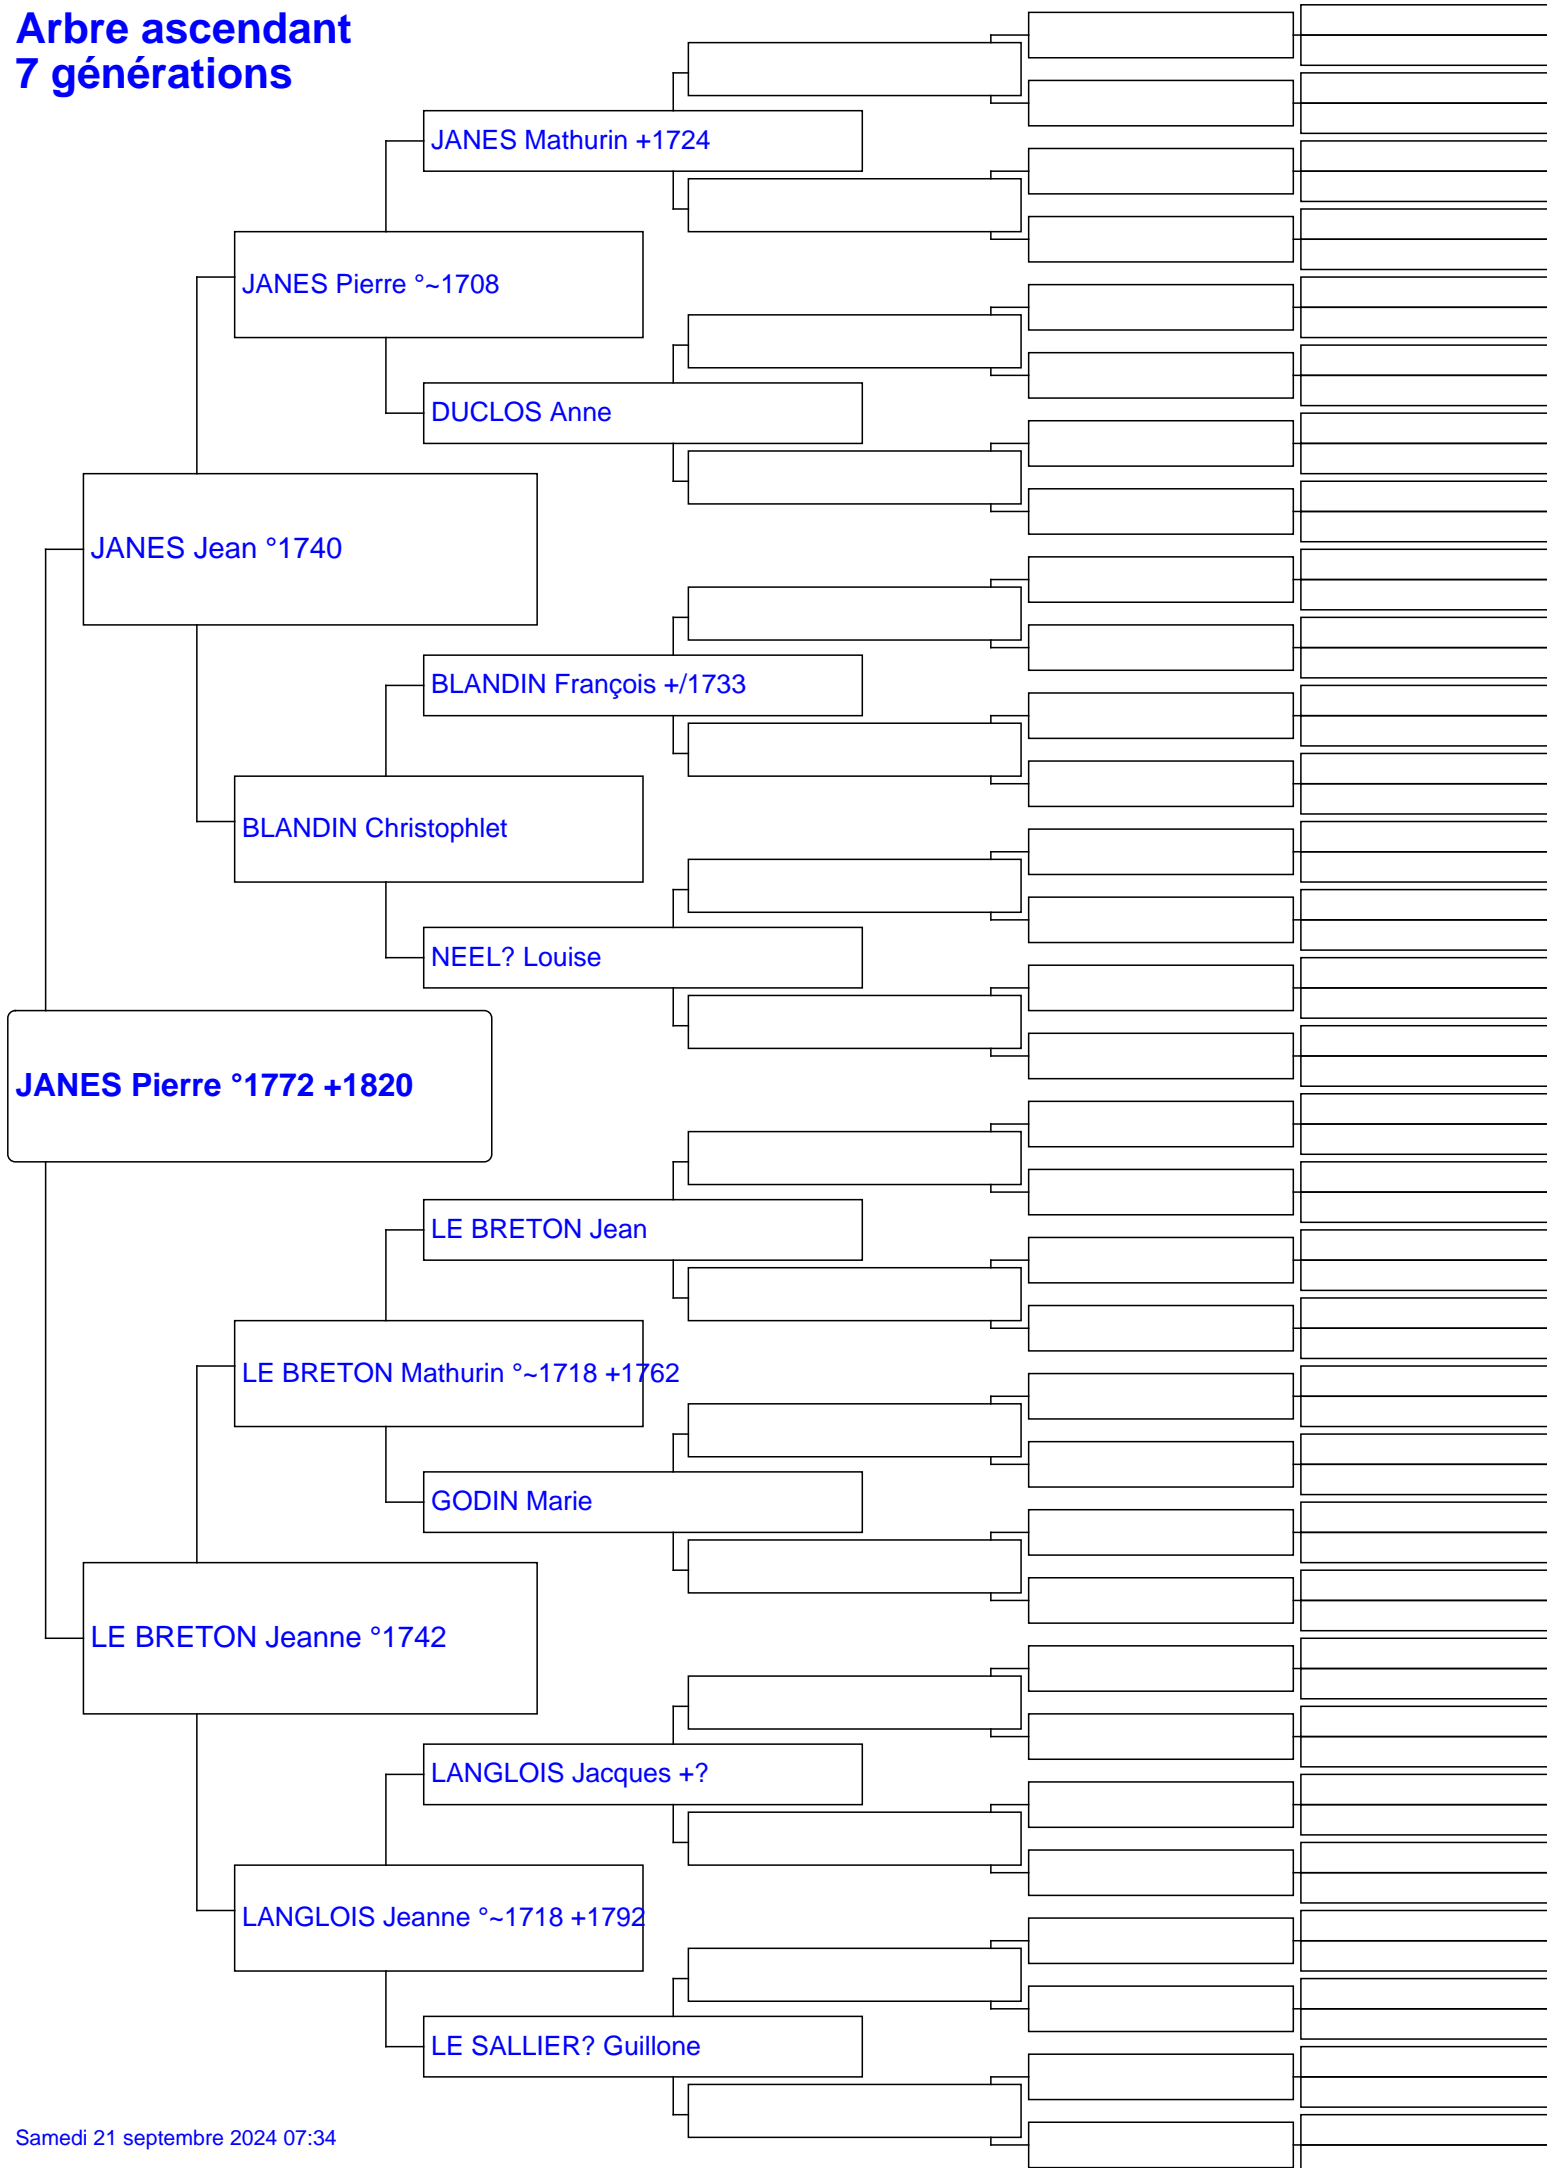 Arbre ascendant
7 générations
JANES Mathurin +1724
JANES Pierre °~1708
DUCLOS Anne
JANES Jean °1740
BLANDIN François +/1733
BLANDIN Christophlet
NEEL? Louise
JANES Pierre °1772 +1820
LE BRETON Jean
LE BRETON Mathurin °~1718 +1762
GODIN Marie
LE BRETON Jeanne °1742
LANGLOIS Jacques +?
LANGLOIS Jeanne °~1718 +1792
LE SALLIER? Guillone
Samedi 21 septembre 2024 07:34